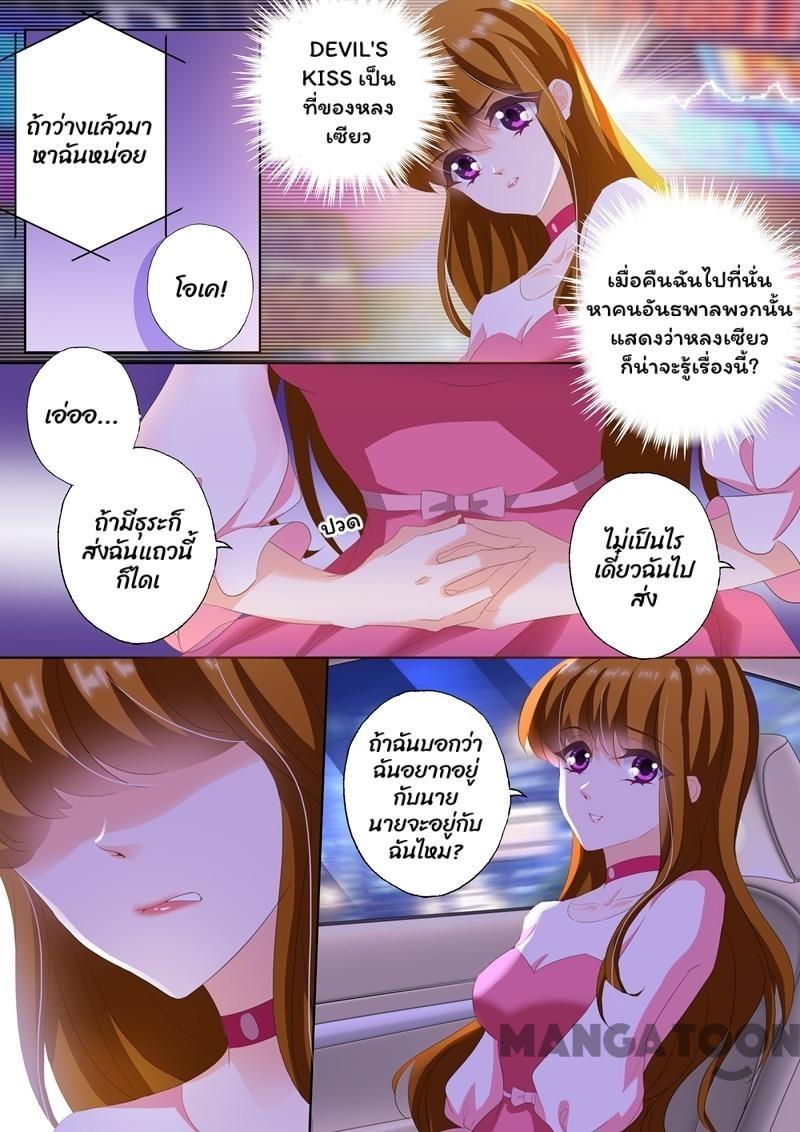 ถ้าว่างแล้วมา
หาฉันหน่อย
โอเค!
DEVIL'S
KISS เป็น
ที่ของหลง
เซียว
เมื่อคืนฉันไปที่นั่น
หาคนอันธพาลพวกนั้น
แสดงว่าหลงเซียว
ก็น่าจะรู้เรื่องนี้?
เอ่ออ...
ถ้ามีธุระก็
ส่งฉันแถวนี้
ก็ไดเ
ปวด
ไม่เป็นไร
เดี๋ยวฉันไป
ส่ง
ถ้าฉันบอกว่า
ฉันอยากอยู่
กับนาย
นายจะอยู่กับ
ฉันไหม?
MANGATOON